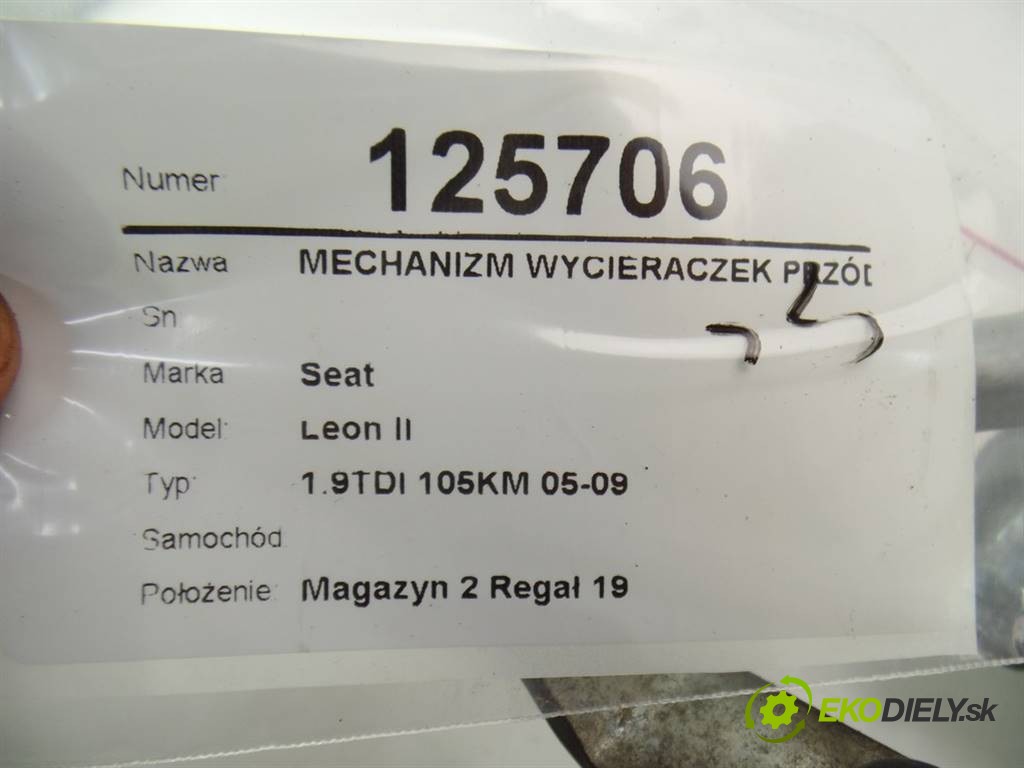 Numer: 125706
Nazwa MECHANIZM WYCIERACZEK PRZÓD
Sn
Marka Seat
Model: Leon II
Typ: 1.9TDI 105KM 05-09
Samochód
Położenie: Magazyn 2 Regał 19
EKODIELY.sk